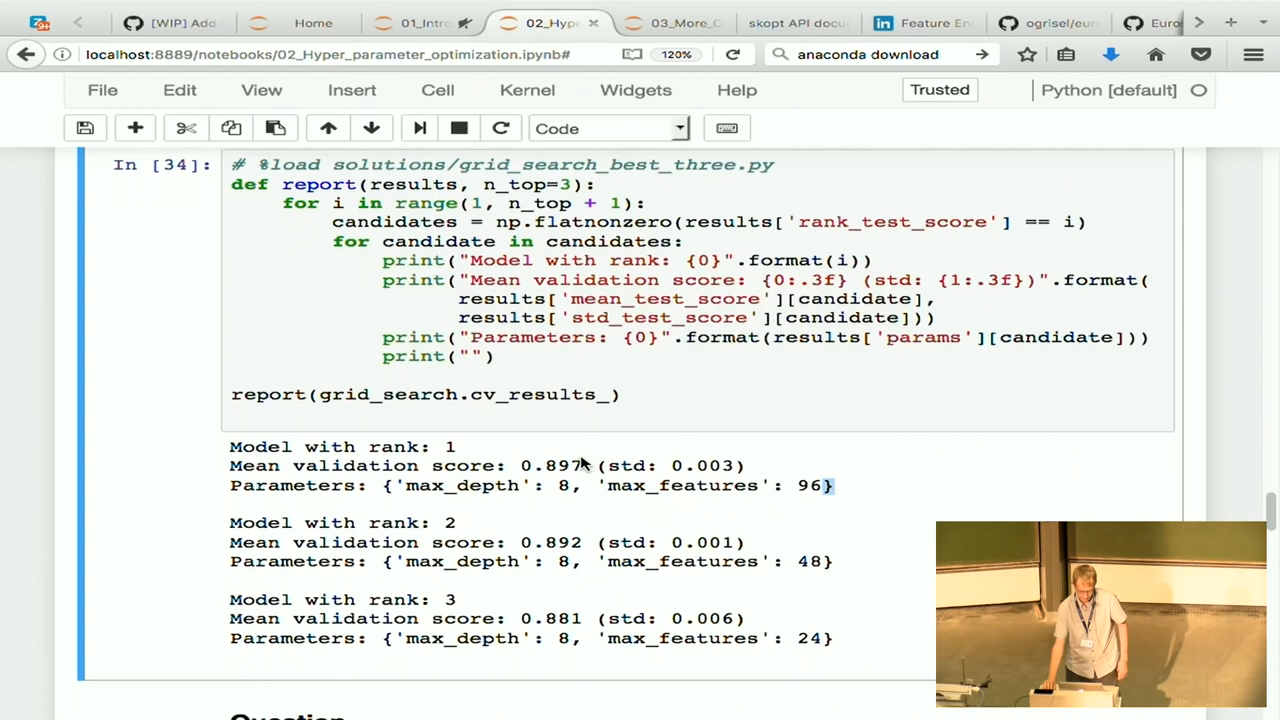 [WIP] Add
Home
01_Intro
02_Hype
03_More_C
skopt API docu
Feature En
ogrisel/eur
Euros
localhost:8889/notebooks/02_Hyper_parameter_optimization.ipynb#
120%
anaconda download
File Edit View Insert Cell Kernel Widgets Help Trusted Python [default]
Code
In [34]:
# %load solutions/grid_search_best_three.py
def report(results, n_top=3):
for i in range(1, n_top + 1):
candidates = np.flatnonzero(results['rank_test_score'] == i)
for candidate in candidates:
print("Model with rank: {0}".format(i))
print("Mean validation score: {0:.3f} (std: {1:.3f})".format(
results['mean_test_score'][candidate],
results['std_test_score'][candidate]))
print("Parameters: {0}".format(results['params'][candidate]))
print("")
report(grid_search.cv_results_)
Model with rank: 1
Mean validation score: 0.897 (std: 0.003)
Parameters: {'max_depth': 8, 'max_features': 96}
Model with rank: 2
Mean validation score: 0.892 (std: 0.001)
Parameters: {'max_depth': 8, 'max_features': 48}
Model with rank: 3
Mean validation score: 0.881 (std: 0.006)
Parameters: {'max_depth': 8, 'max_features': 24}
Question